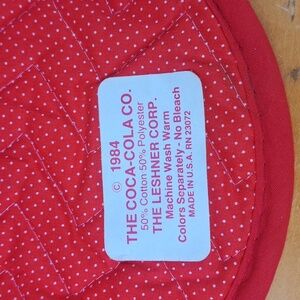 © 1984
THE COCA-COLA CO.
50% Cotton 50% Polyester
THE LESHNER CORP.
Machine Wash Warm
Colors Separately - No Bleach
MADE IN U.S.A. RN 23072